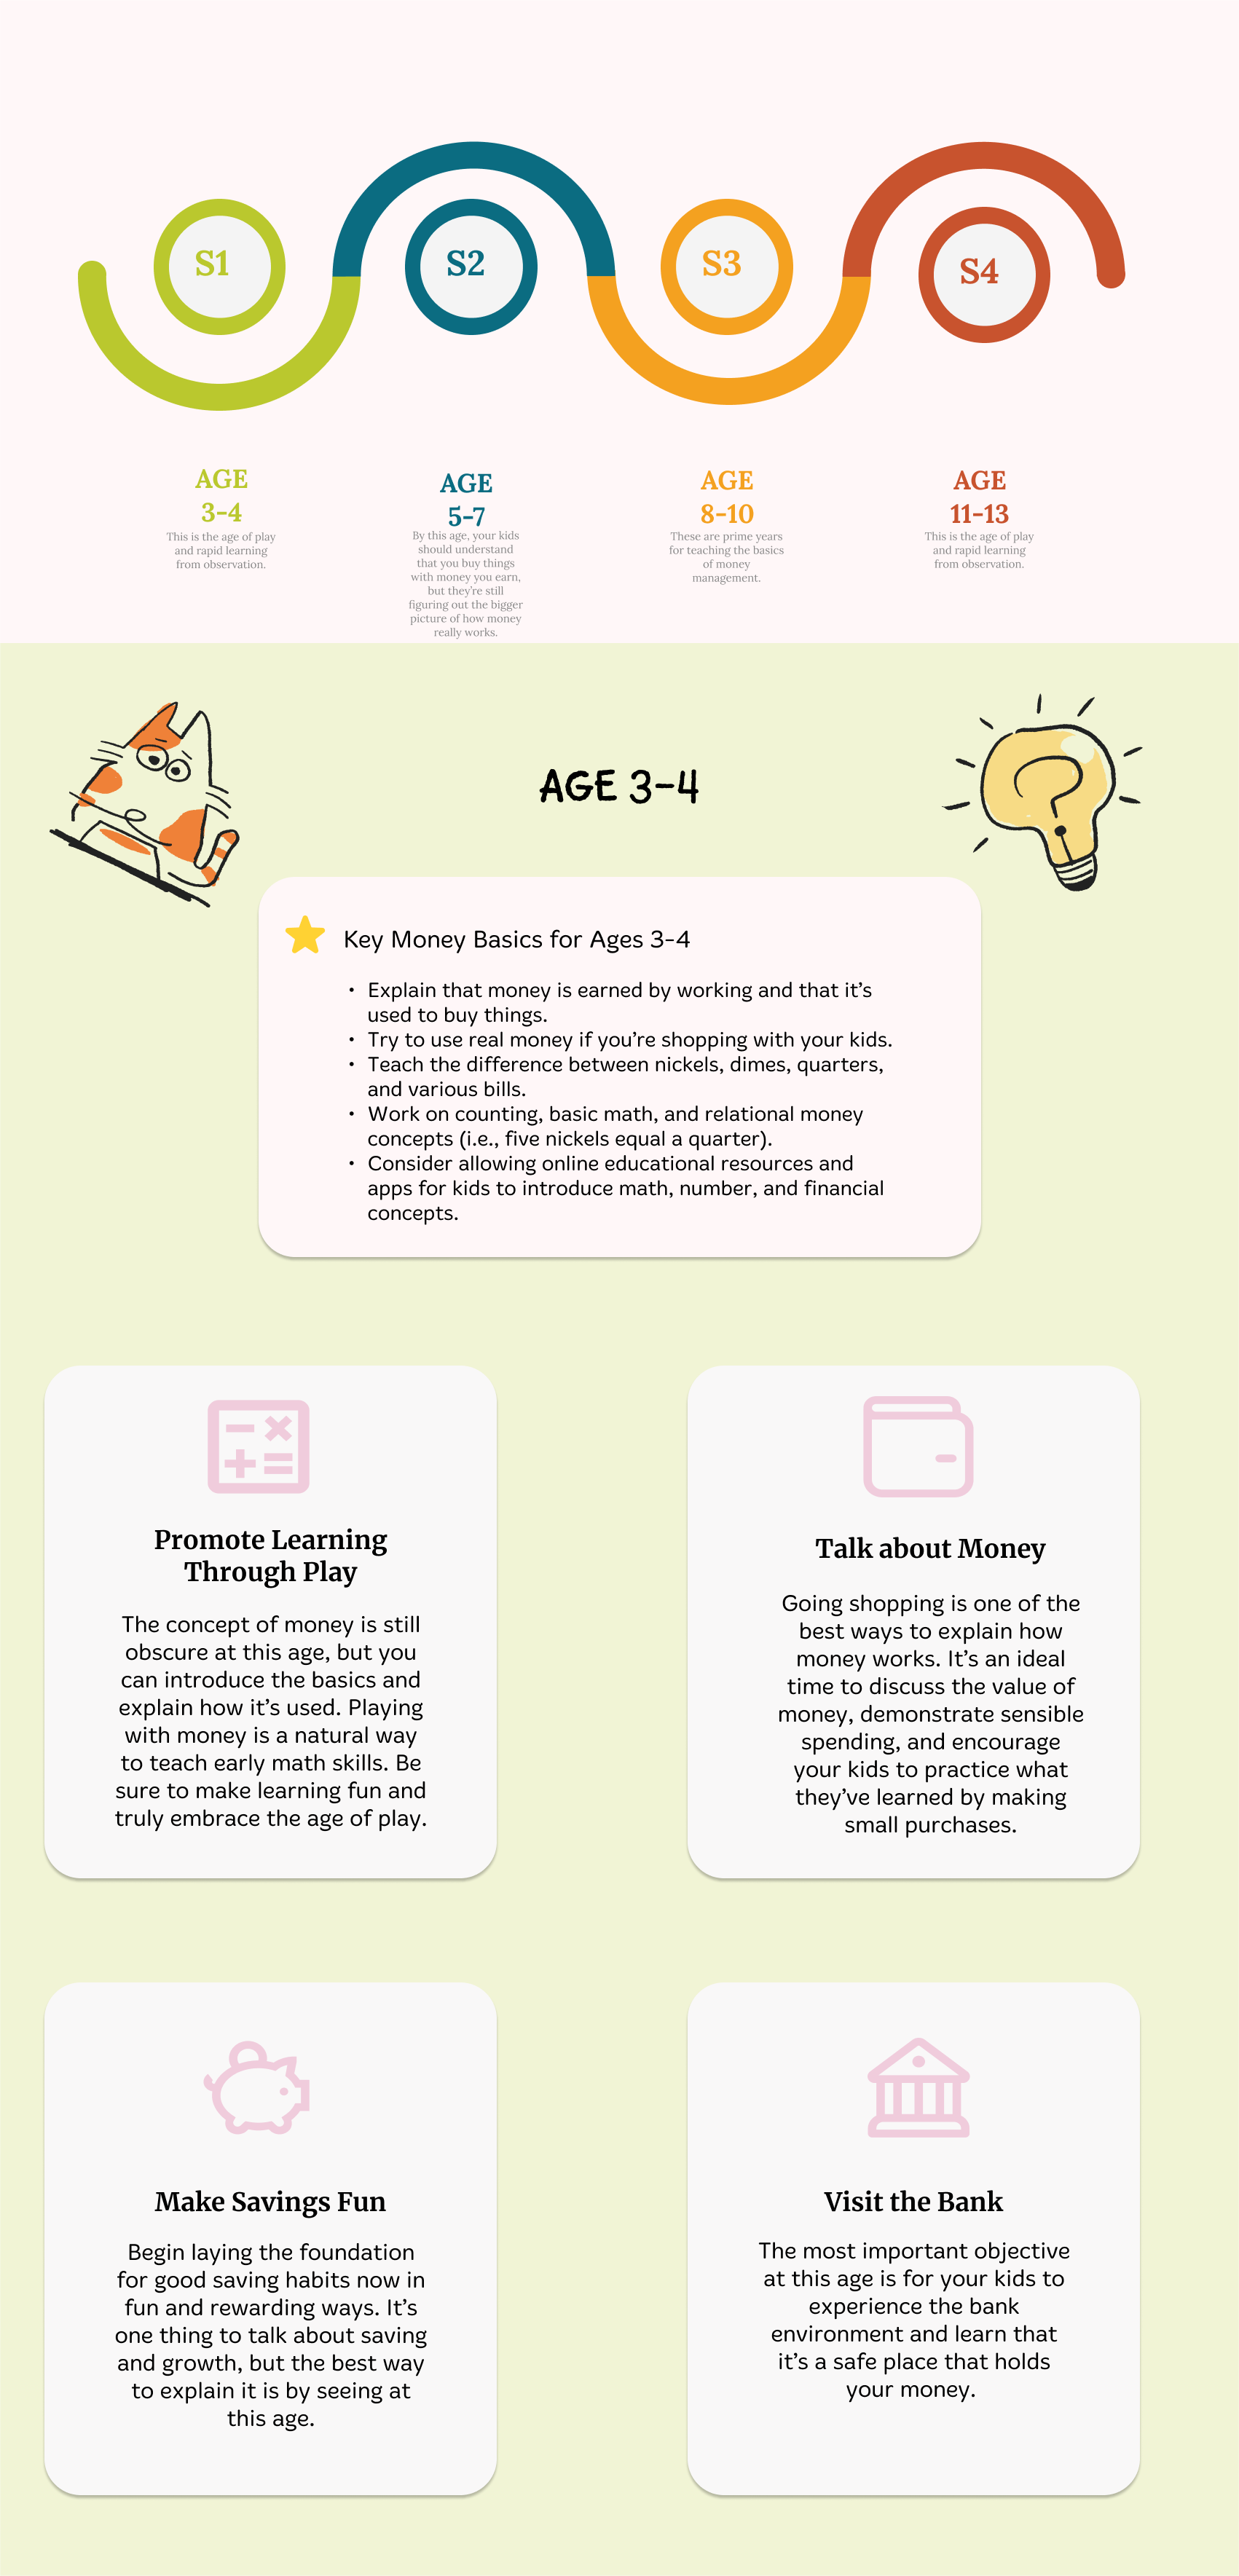 S1
S2
S3
S4
AGE
3-4
This is the age of play
and rapid learning
from observation.
AGE
5-7
By this age, your kids
should understand
that you buy things
with money you earn,
but they’re still
figuring out the bigger
picture of how money
really works.
AGE
8-10
These are prime years
for teaching the basics
of money
management.
AGE
11-13
This is the age of play
and rapid learning
from observation.
AGE 3-4
Key Money Basics for Ages 3-4
• Explain that money is earned by working and that it’s
used to buy things.
• Try to use real money if you’re shopping with your kids.
• Teach the difference between nickels, dimes, quarters,
and various bills.
• Work on counting, basic math, and relational money
concepts (i.e., five nickels equal a quarter).
• Consider allowing online educational resources and
apps for kids to introduce math, number, and financial
concepts.
Promote Learning
Through Play
The concept of money is still
obscure at this age, but you
can introduce the basics and
explain how it’s used. Playing
with money is a natural way
to teach early math skills. Be
sure to make learning fun and
truly embrace the age of play.
Talk about Money
Going shopping is one of the
best ways to explain how
money works. It’s an ideal
time to discuss the value of
money, demonstrate sensible
spending, and encourage
your kids to practice what
they’ve learned by making
small purchases.
Make Savings Fun
Begin laying the foundation
for good saving habits now in
fun and rewarding ways. It’s
one thing to talk about saving
and growth, but the best way
to explain it is by seeing at
this age.
Visit the Bank
The most important objective
at this age is for your kids to
experience the bank
environment and learn that
it’s a safe place that holds
your money.